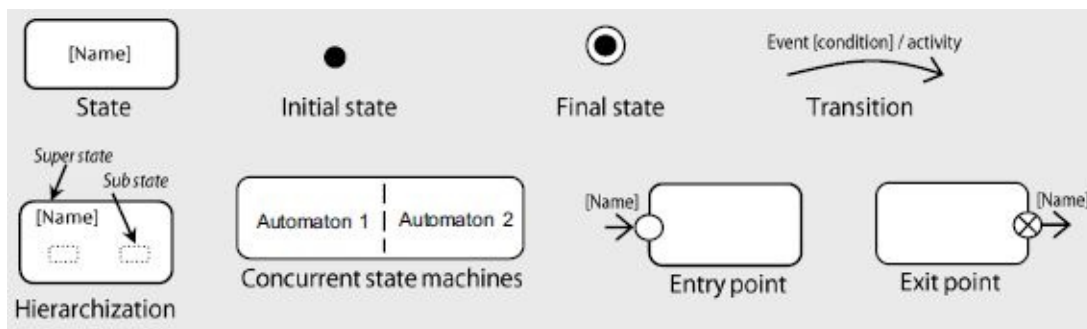 [Name]
State
Initial state
Final state
Event [condition] / activity
Transition
Super state
Sub state
[Name]
Hierarchization
Automaton 1
Automaton 2
Concurrent state machines
[Name]
Entry point
[Name]
Exit point